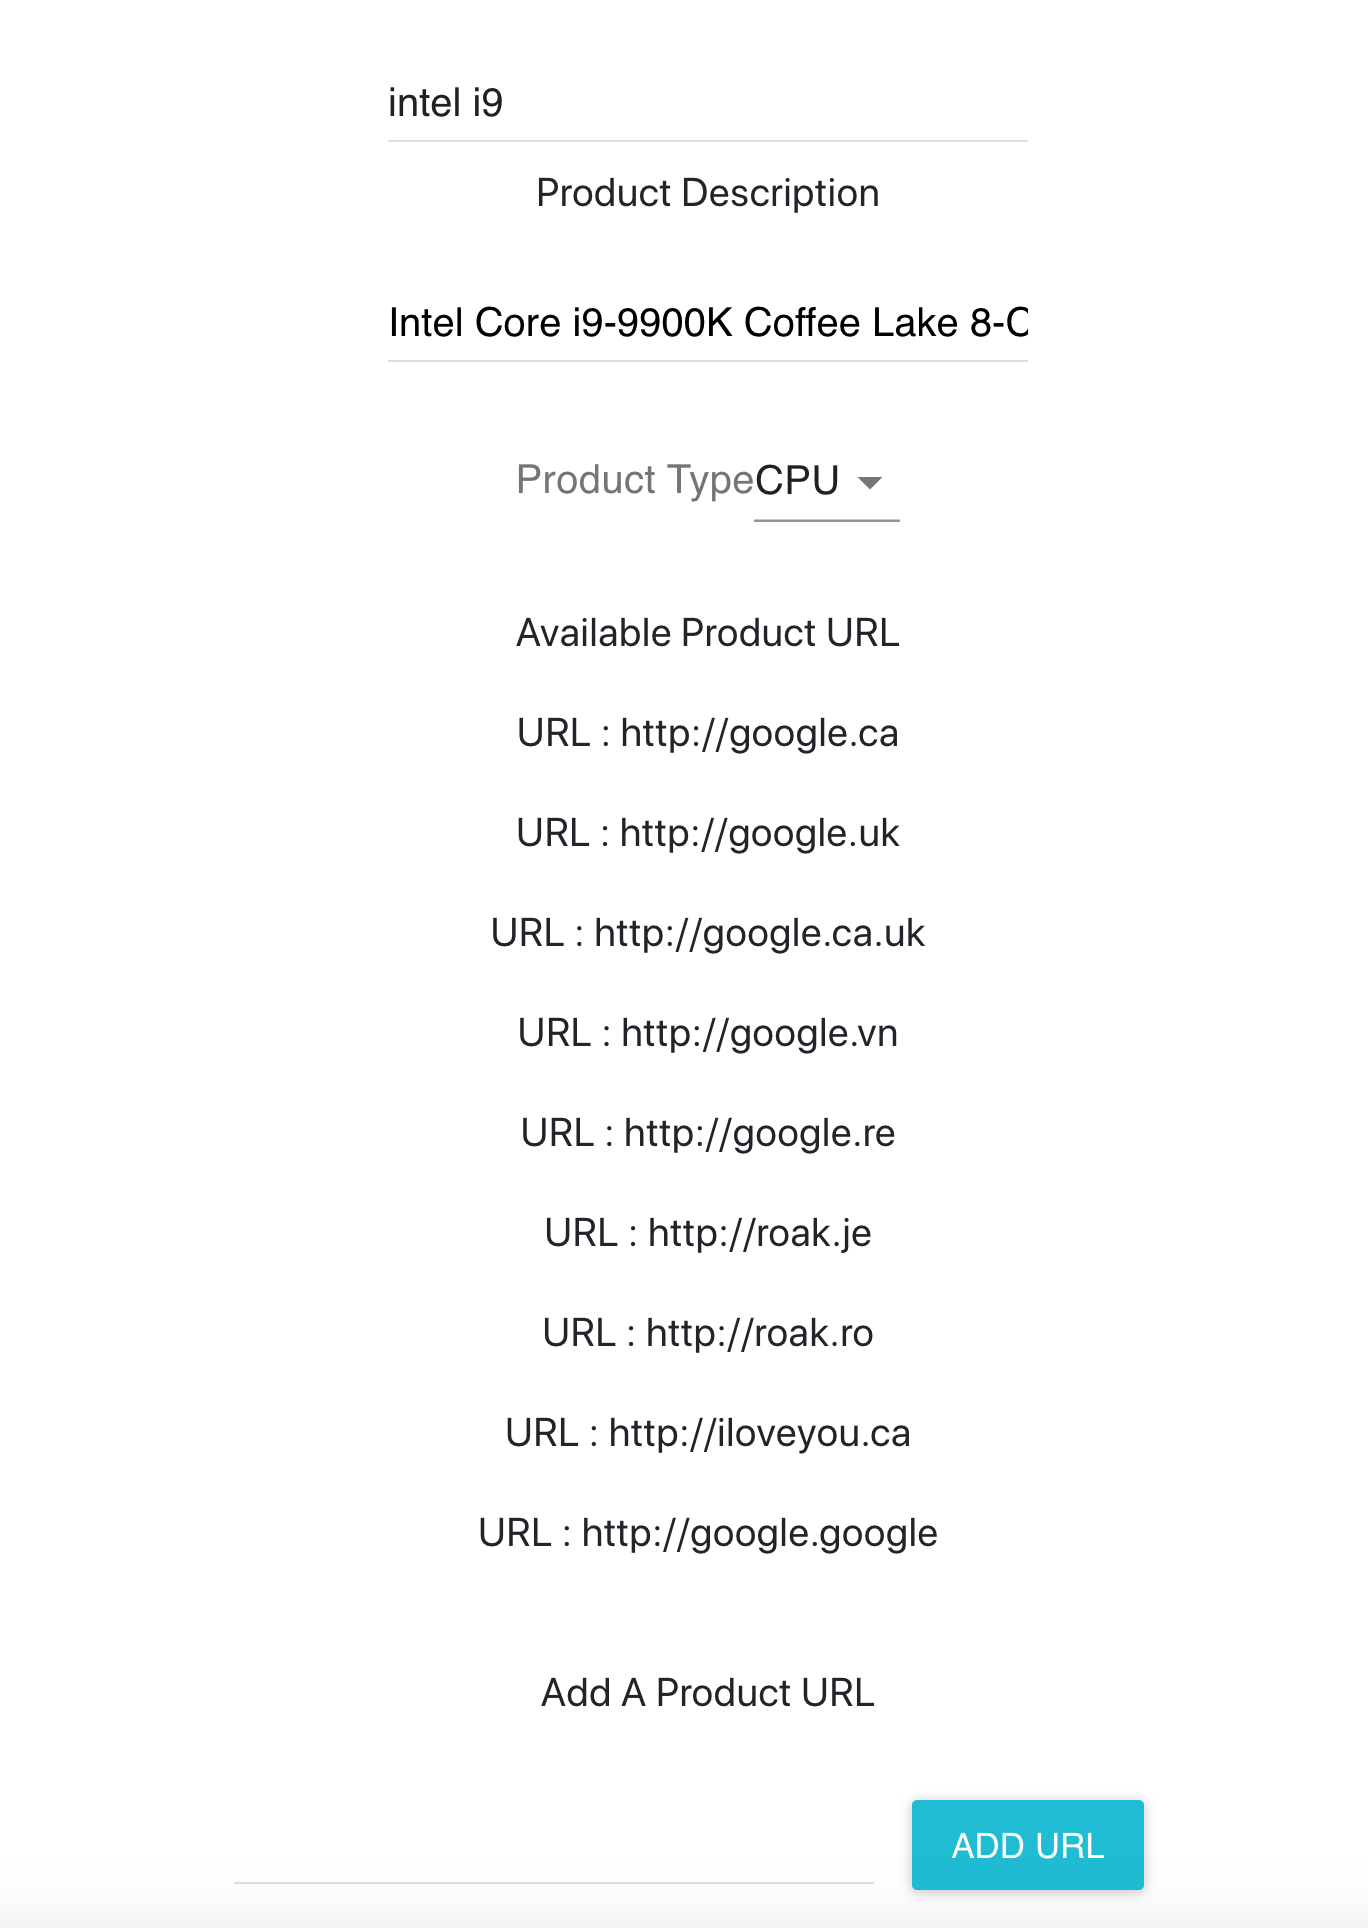 intel i9
Product Description
Intel Core i9-9900K Coffee Lake 8-C
Product Type CPU
Available Product URL
URL : http://google.ca
URL : http://google.uk
URL : http://google.ca.uk
URL : http://google.vn
URL : http://google.re
URL : http://roak.je
URL : http://roak.ro
URL : http://iloveyou.ca
URL : http://google.google
Add A Product URL
ADD URL